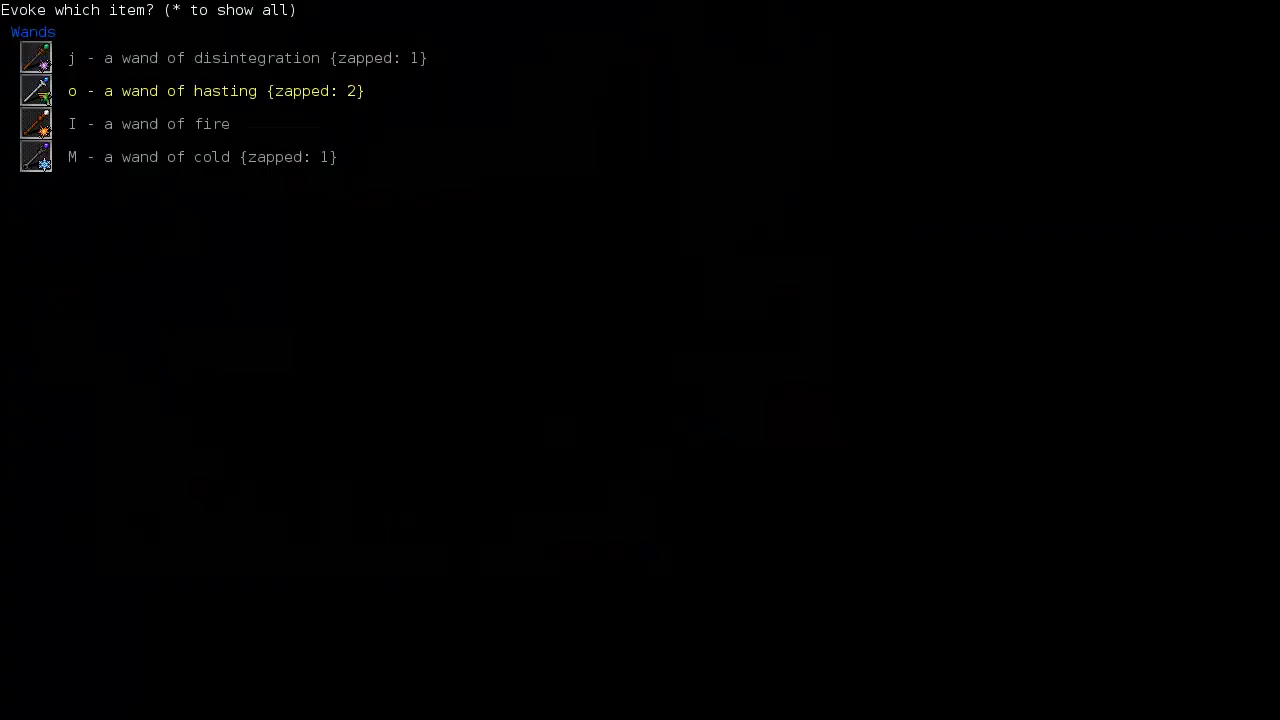 Evoke which item? (* to show all)
Wands
j - a wand of disintegration {zapped: 1}
o - a wand of hasting {zapped: 2}
I - a wand of fire
M - a wand of cold {zapped: 1}